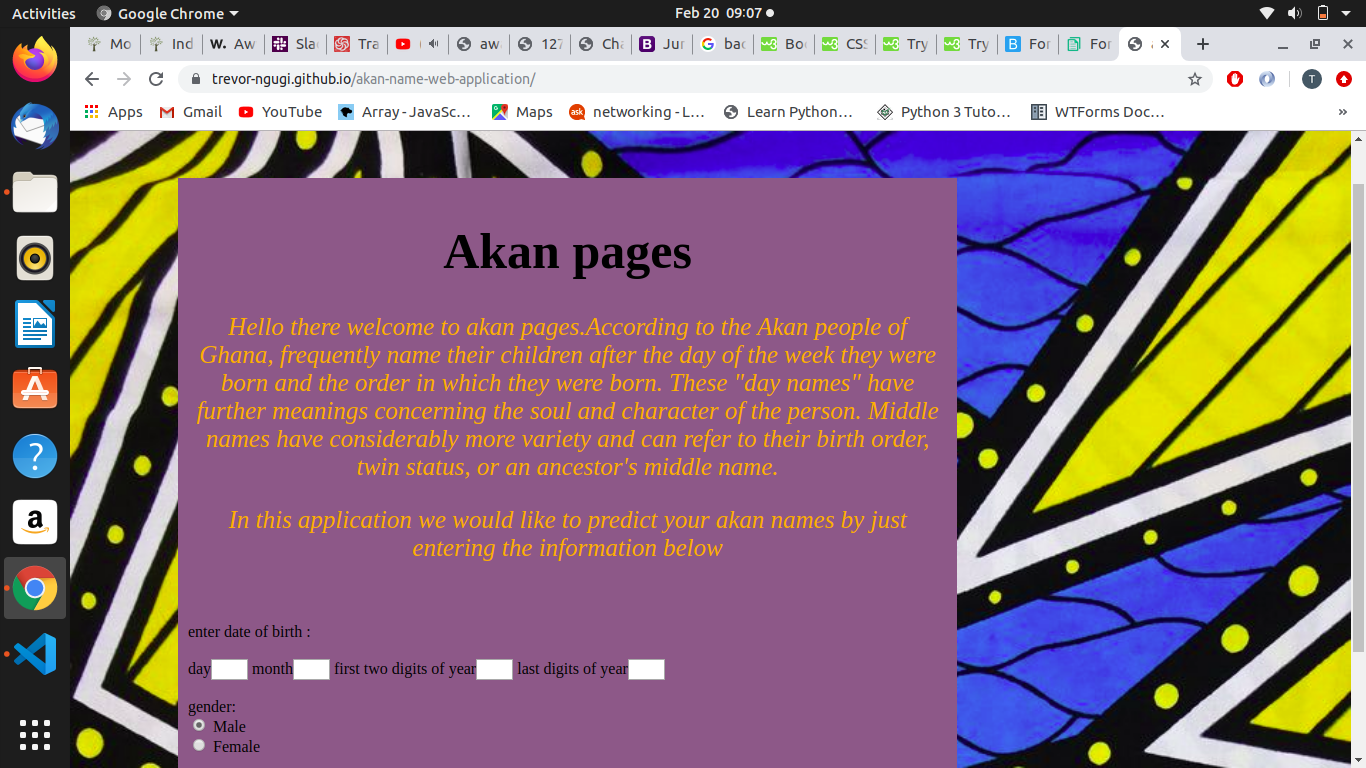 Activities Google Chrome Feb 20 09:07
Mo Ind Aw Sla Tra awa 127 Cha Jur bac Boo CSS Try Try For For a
trevor-ngugi.github.io/akan-name-web-application/ T
Apps Gmail YouTube Array - JavaSc… Maps networking - L… Learn Python… Python 3 Tuto… WTForms Doc… »
Akan pages
Hello there welcome to akan pages.According to the Akan people of
Ghana, frequently name their children after the day of the week they were
born and the order in which they were born. These "day names" have
further meanings concerning the soul and character of the person. Middle
names have considerably more variety and can refer to their birth order,
twin status, or an ancestor's middle name.
In this application we would like to predict your akan names by just
entering the information below
enter date of birth :
day month first two digits of year last digits of year
gender:
Male
Female